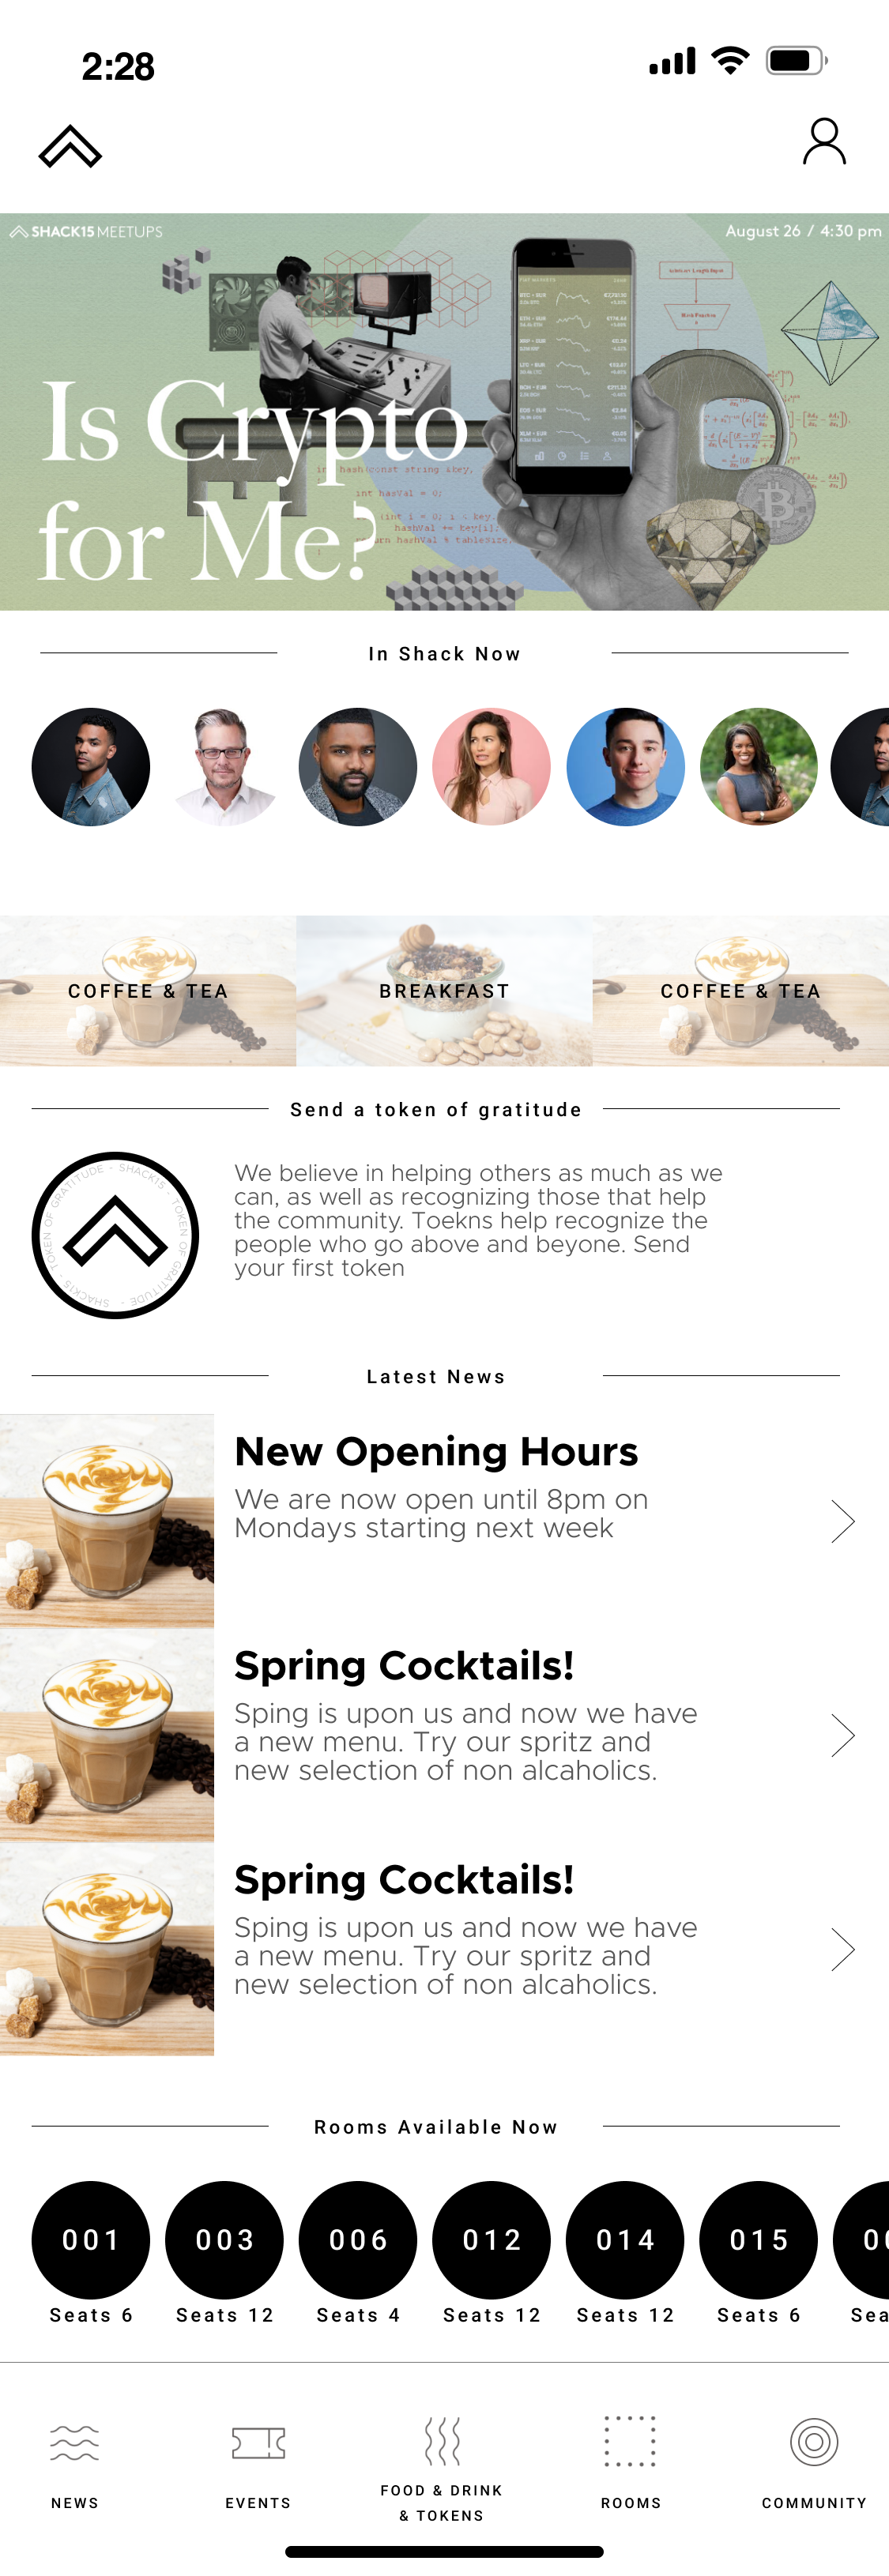 2:28
SHACK15 MEETUPS
August 26 / 4:30 pm
Is Crypto
for Me?
int hash(const string &key,
int hashVal = 0;
In Shack Now
COFFEE & TEA
BREAKFAST
COFFEE & TEA
Send a token of gratitude
SHACK15 - TOKEN OF GRATITUDE - SHACK15 - TOKEN OF GRATITUDE -
We believe in helping others as much as we
can, as well as recognizing those that help
the community. Toekns help recognize the
people who go above and beyone. Send
your first token
Latest News
New Opening Hours
We are now open until 8pm on
Mondays starting next week
Spring Cocktails!
Sping is upon us and now we have
a new menu. Try our spritz and
new selection of non alcaholics.
Spring Cocktails!
Sping is upon us and now we have
a new menu. Try our spritz and
new selection of non alcaholics.
Rooms Available Now
001 003 006 012 014 015
Seats 6 Seats 12 Seats 4 Seats 12 Seats 12 Seats 6
NEWS
EVENTS
FOOD & DRINK
& TOKENS
ROOMS
COMMUNITY